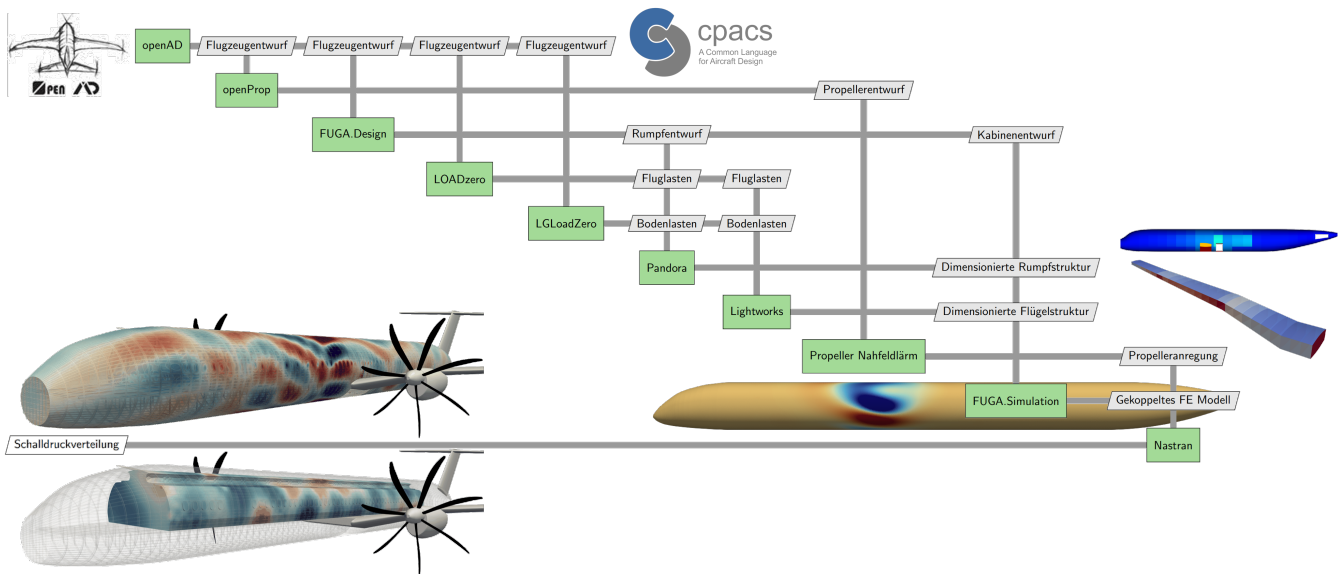 openAD
Flugzeugentwurf
Flugzeugentwurf
Flugzeugentwurf
Flugzeugentwurf
cpacs
A Common Language
for Aircraft Design
OPEN AD
openProp
Propellerentwurf
FUGA.Design
Rumpfentwurf
Kabinenentwurf
LOADzero
Fluglasten
Fluglasten
LGLoadZero
Bodenlasten
Bodenlasten
Pandora
Dimensionierte Rumpfstruktur
Lightworks
Dimensionierte Flügelstruktur
Propeller Nahfeldlärm
Propelleranregung
FUGA.Simulation
Gekoppeltes FE Modell
Schalldruckverteilung
Nastran